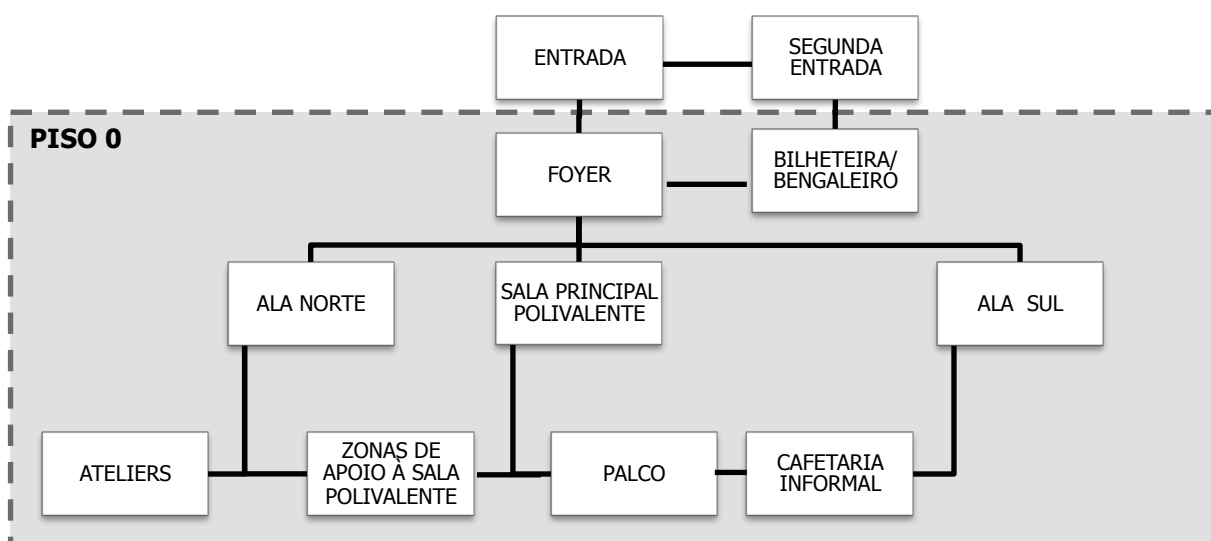 ENTRADA
SEGUNDA
ENTRADA
PISO 0
FOYER
BILHETEIRA/
BENGALEIRO
ALA NORTE
SALA PRINCIPAL
POLIVALENTE
ALA SUL
ATELIERS
ZONAS DE
APOIO À SALA
POLIVALENTE
PALCO
CAFETARIA
INFORMAL